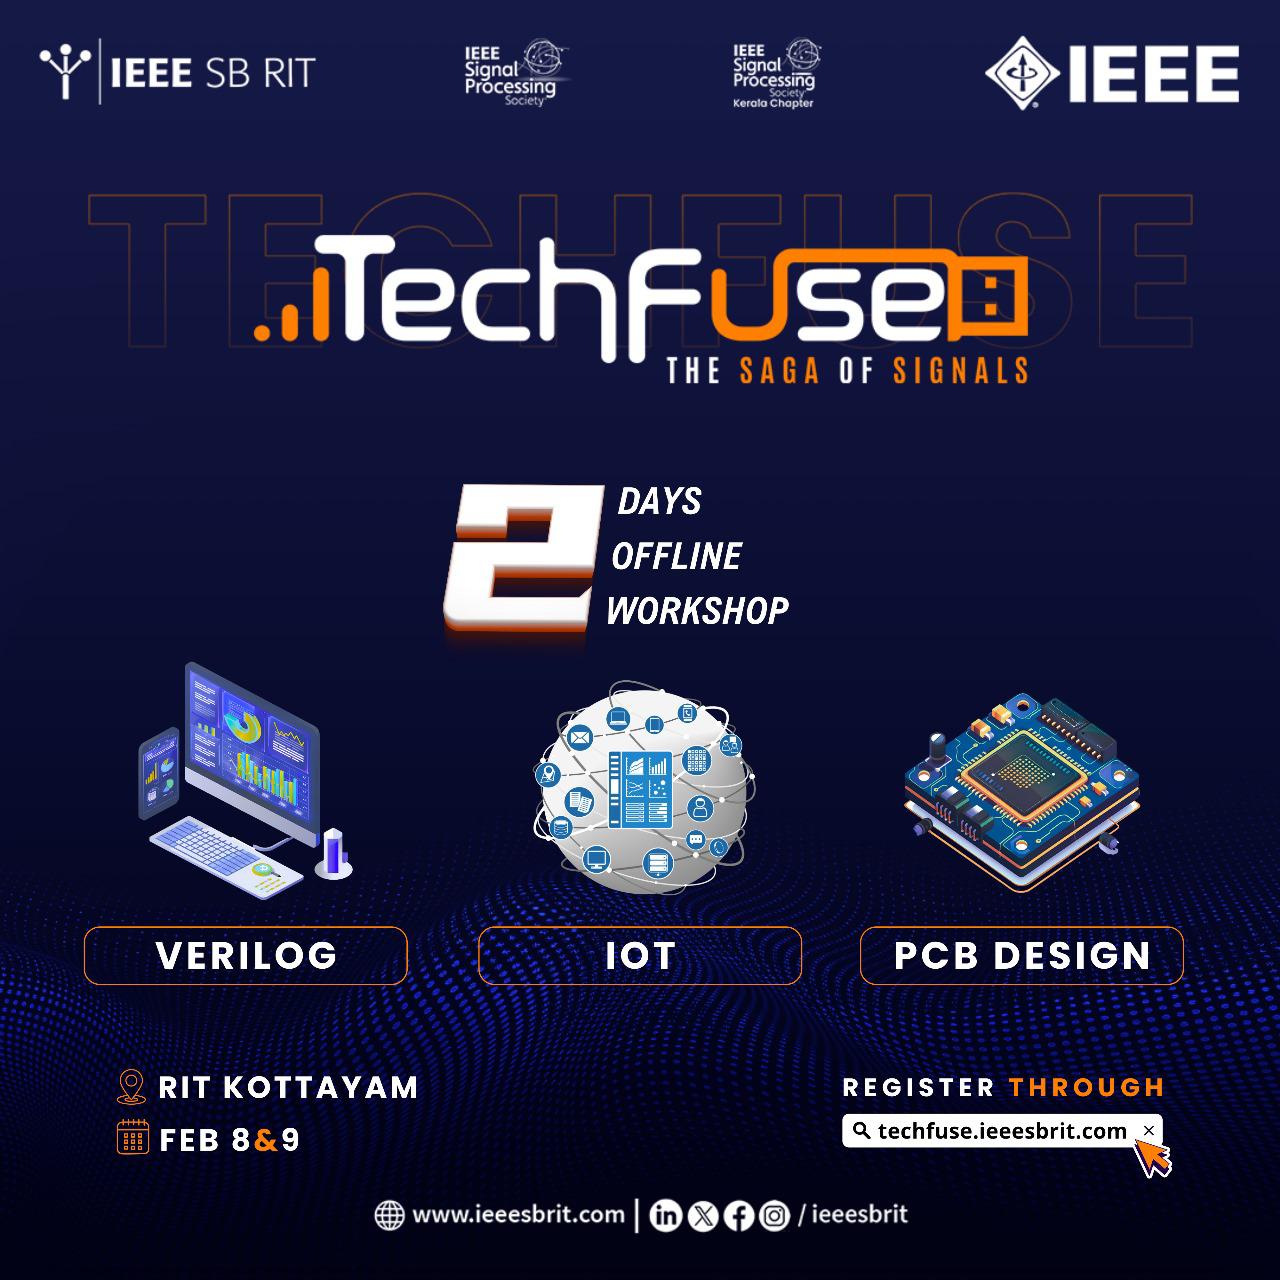 IEEE SB RIT
IEEE
Signal
Processing
Society
IEEE
Signal
Processing
Society
Kerala Chapter
IEEE
TECHFUSE
Techfuse
THE SAGA OF SIGNALS
2 DAYS
OFFLINE
WORKSHOP
VERILOG
IOT
PCB DESIGN
RIT KOTTAYAM
FEB 8&9
REGISTER THROUGH
techfuse.ieeesbrit.com ×
www.ieeesbrit.com | in X f / ieeesbrit